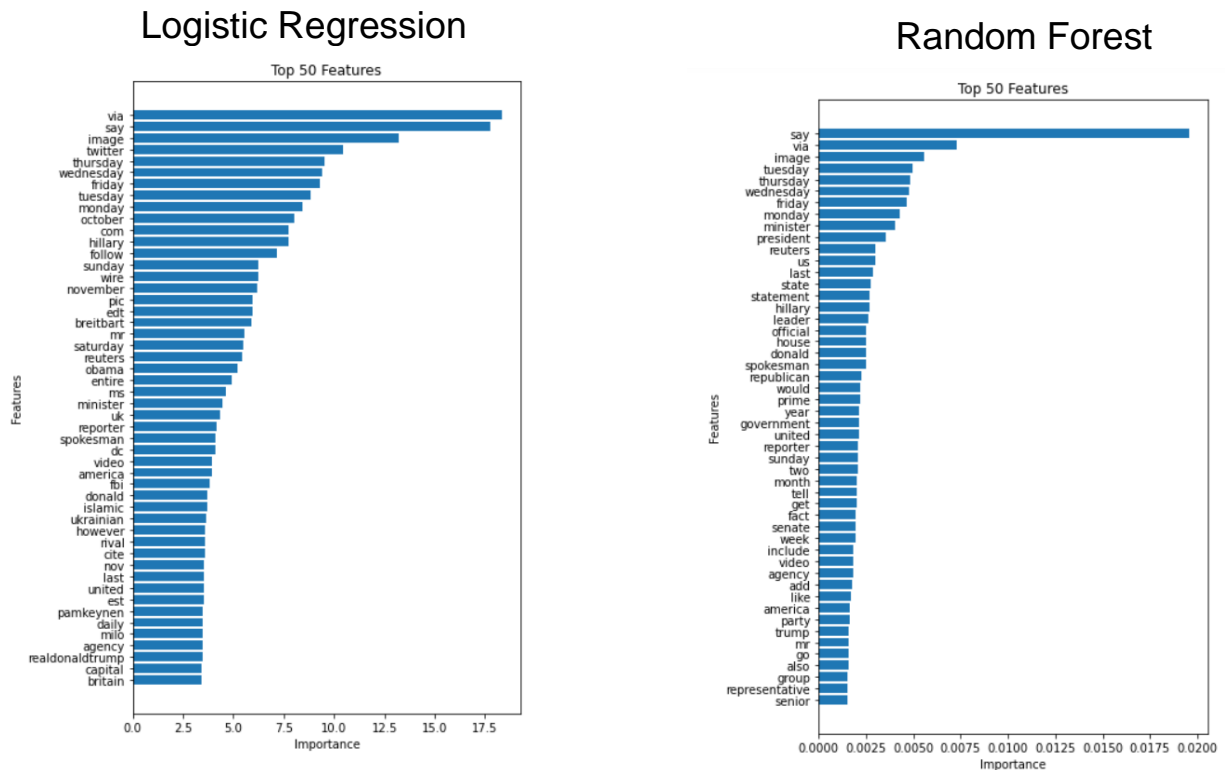 Logistic Regression
Top 50 Features
via
say
image
twitter
thursday
wednesday
friday
tuesday
monday
october
com
hillary
follow
sunday
wire
november
pic
edt
breitbart
mr
saturday
reuters
obama
entire
ms
minister
uk
reporter
spokesman
dc
video
america
fbi
donald
islamic
ukrainian
however
rival
cite
nov
last
united
est
pamkeynen
daily
milo
agency
realdonaldtrump
capital
britain
Features
0.0 2.5 5.0 7.5 10.0 12.5 15.0 17.5
Importance
Random Forest
Top 50 Features
say
via
image
tuesday
thursday
wednesday
friday
monday
minister
president
reuters
us
last
state
statement
hillary
leader
official
house
donald
spokesman
republican
would
prime
year
government
united
reporter
sunday
two
month
tell
get
fact
senate
week
include
video
agency
add
like
america
party
trump
mr
go
also
group
representative
senior
Features
0.0000 0.0025 0.0050 0.0075 0.0100 0.0125 0.0150 0.0175 0.0200
Importance